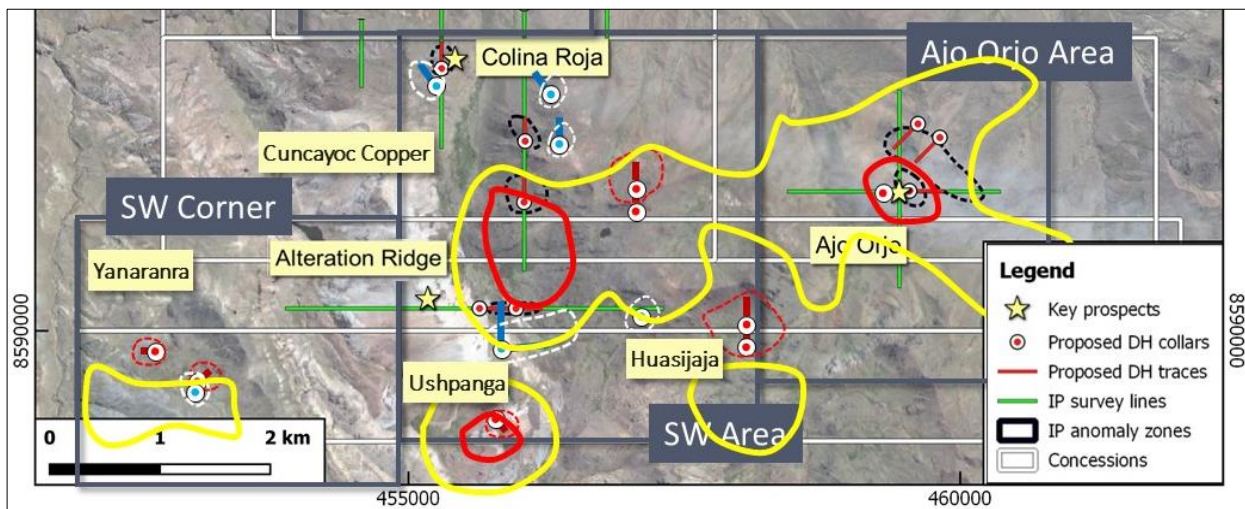 Colina Roja
Ajo Orjo Area
Cuncayoc Copper
SW Corner
Yanaranra
Alteration Ridge
Ajo Orjo
Huasijaja
Ushpanga
SW Area
8590000
8590000
0 1 2 km
455000
460000
Legend
Key prospects
Proposed DH collars
Proposed DH traces
IP survey lines
IP anomaly zones
Concessions